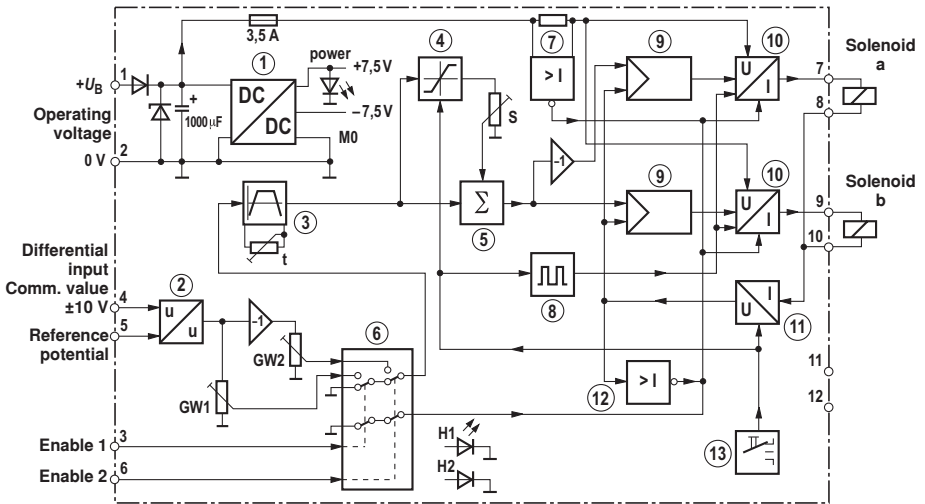 3,5 A
7
4
1
power
+7,5 V
+U_B
1
DC
DC
–7,5 V
M0
+
1000 µF
Operating
voltage
0 V
2
S
> I
-1
9
10
U
I
Solenoid
a
7
8
3
t
Σ
5
9
10
U
I
Solenoid
b
9
10
Differential
input
Comm. value
±10 V
4
Reference
potential
5
2
u
u
-1
GW2
GW1
6
8
U
I
11
12
> I
11
12
Enable 1
3
Enable 2
6
H1
H2
13